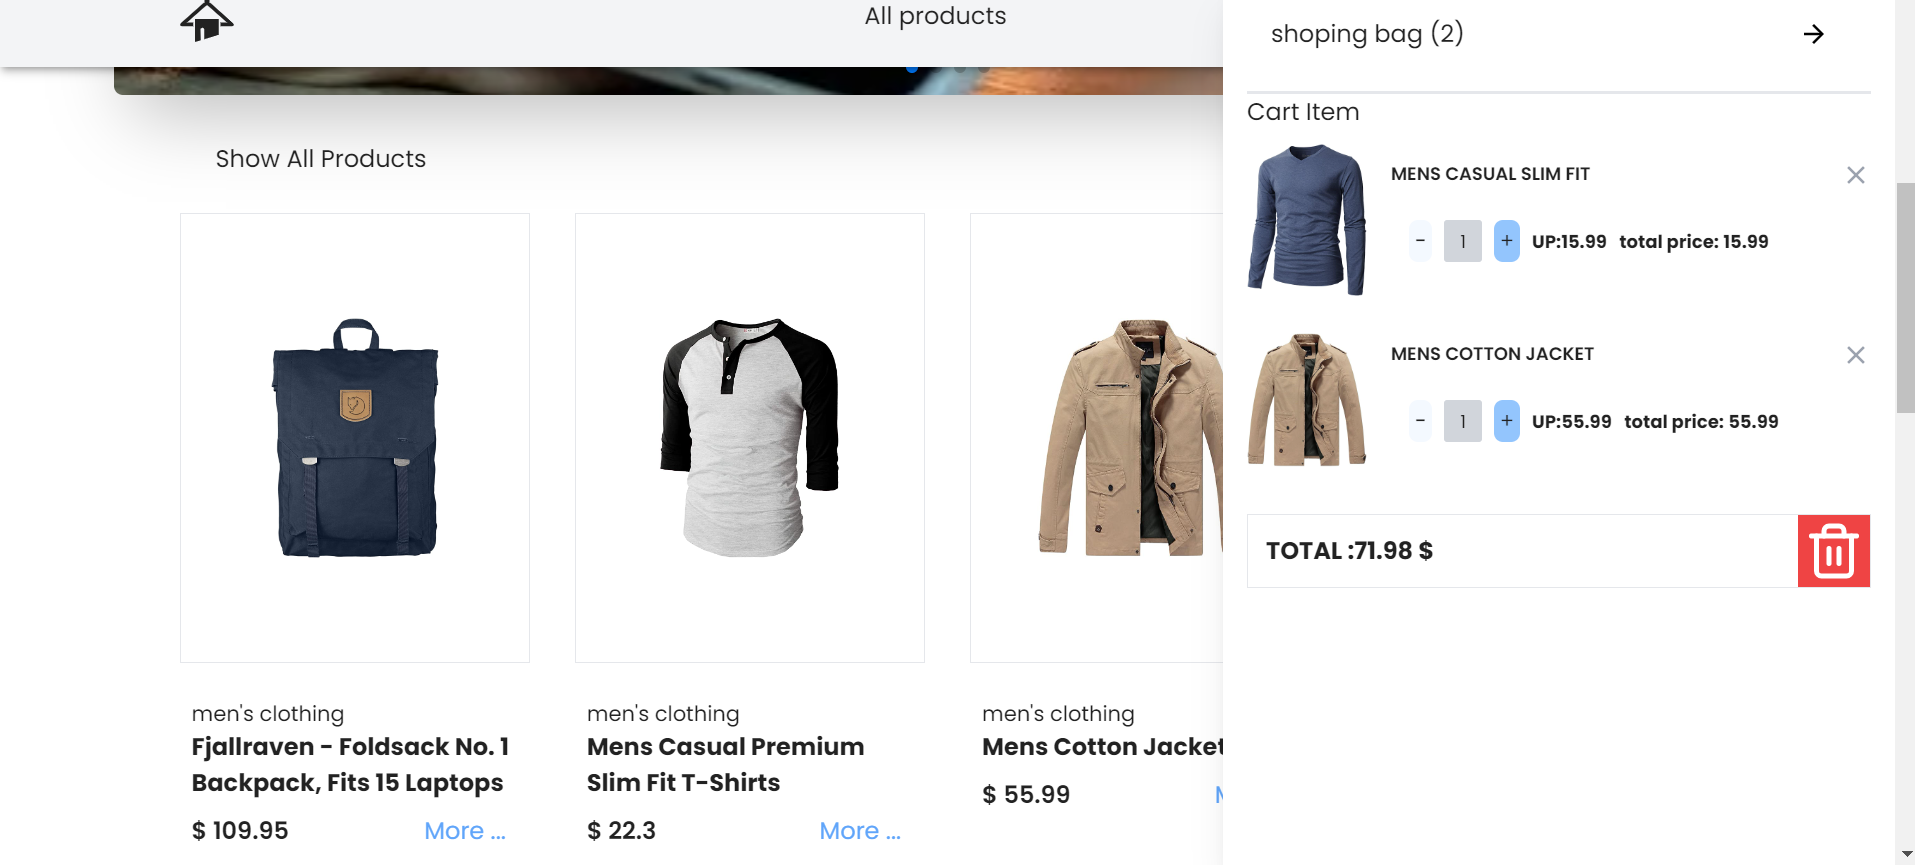 All products
Show All Products
men's clothing
Fjallraven - Foldsack No. 1
Backpack, Fits 15 Laptops
$ 109.95
More ...
men's clothing
Mens Casual Premium
Slim Fit T-Shirts
$ 22.3
More ...
men's clothing
Mens Cotton Jacket
$ 55.99
shoping bag (2)
Cart Item
MENS CASUAL SLIM FIT
- 1 + UP:15.99 total price: 15.99
MENS COTTON JACKET
- 1 + UP:55.99 total price: 55.99
TOTAL :71.98 $